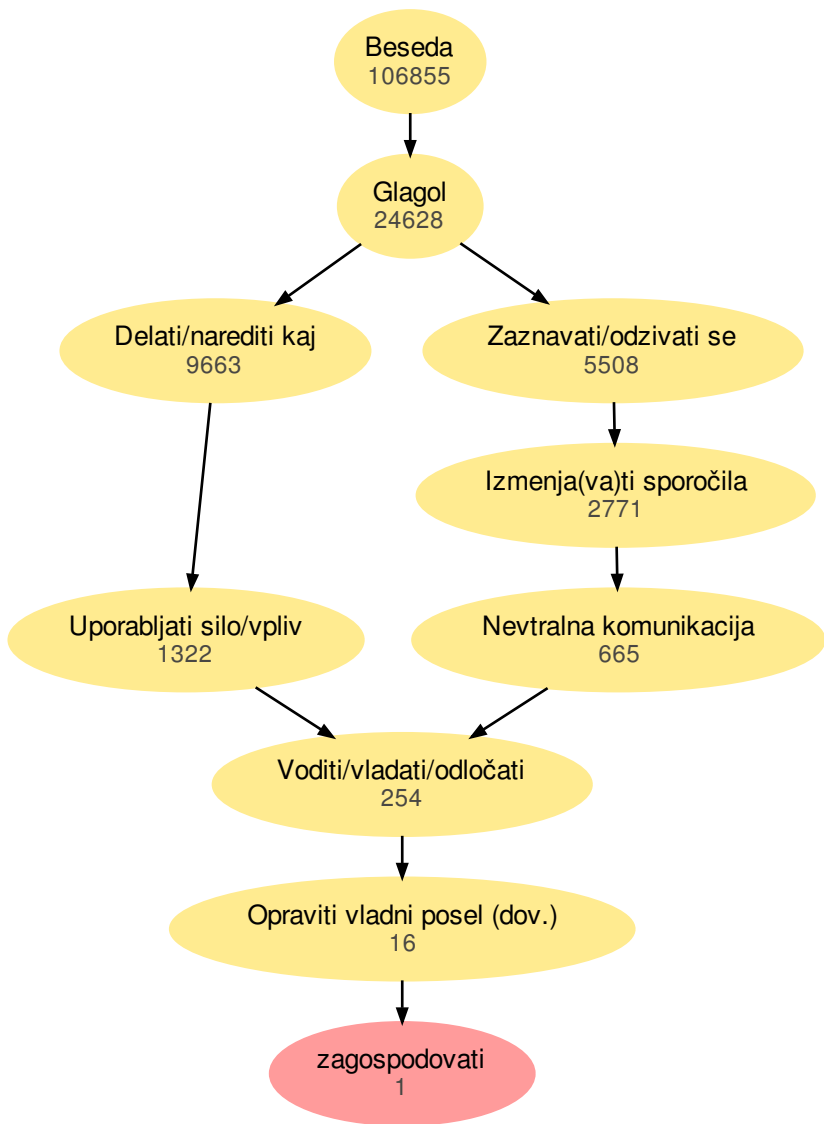 Beseda
106855
Glagol
24628
Delati/narediti kaj
9663
Zaznavati/odzivati se
5508
Izmenja(va)ti sporočila
2771
Uporabljati silo/vpliv
1322
Nevtralna komunikacija
665
Voditi/vladati/odločati
254
Opraviti vladni posel (dov.)
16
zagospodovati
1